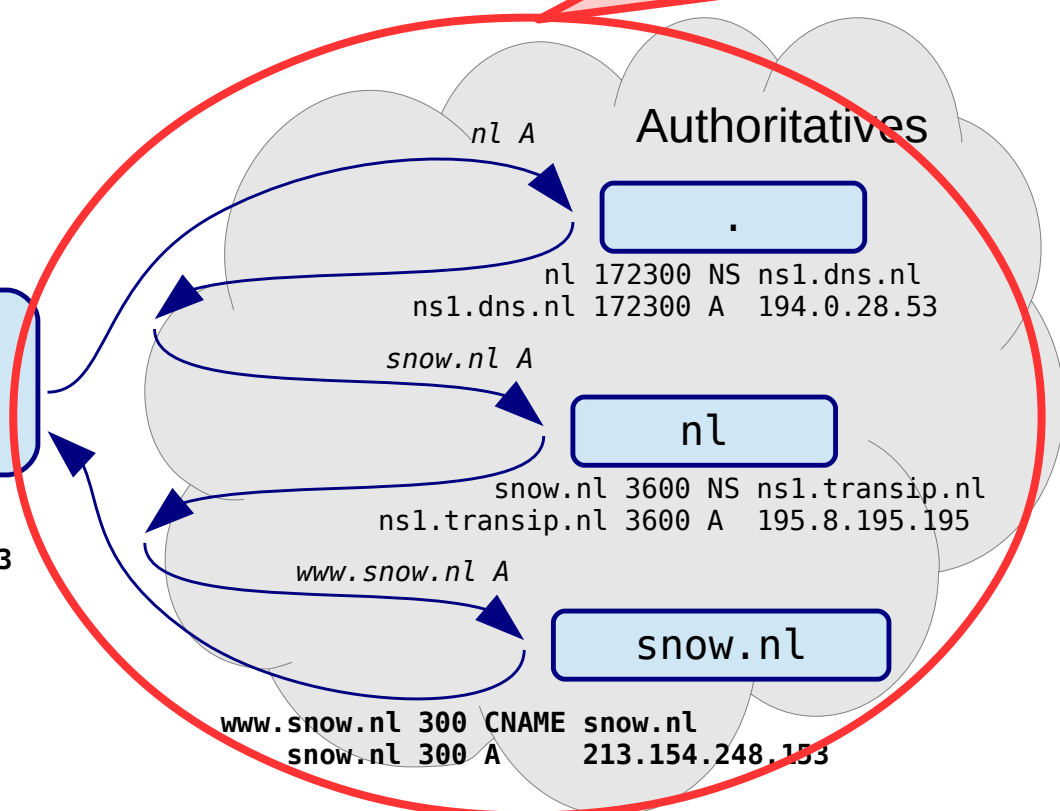 nl A
Authoritatives
.
nl 172300 NS ns1.dns.nl
ns1.dns.nl 172300 A  194.0.28.53
snow.nl A
nl
snow.nl 3600 NS ns1.transip.nl
ns1.transip.nl 3600 A  195.8.195.195
3
www.snow.nl A
snow.nl
www.snow.nl 300 CNAME snow.nl
snow.nl 300 A     213.154.248.153